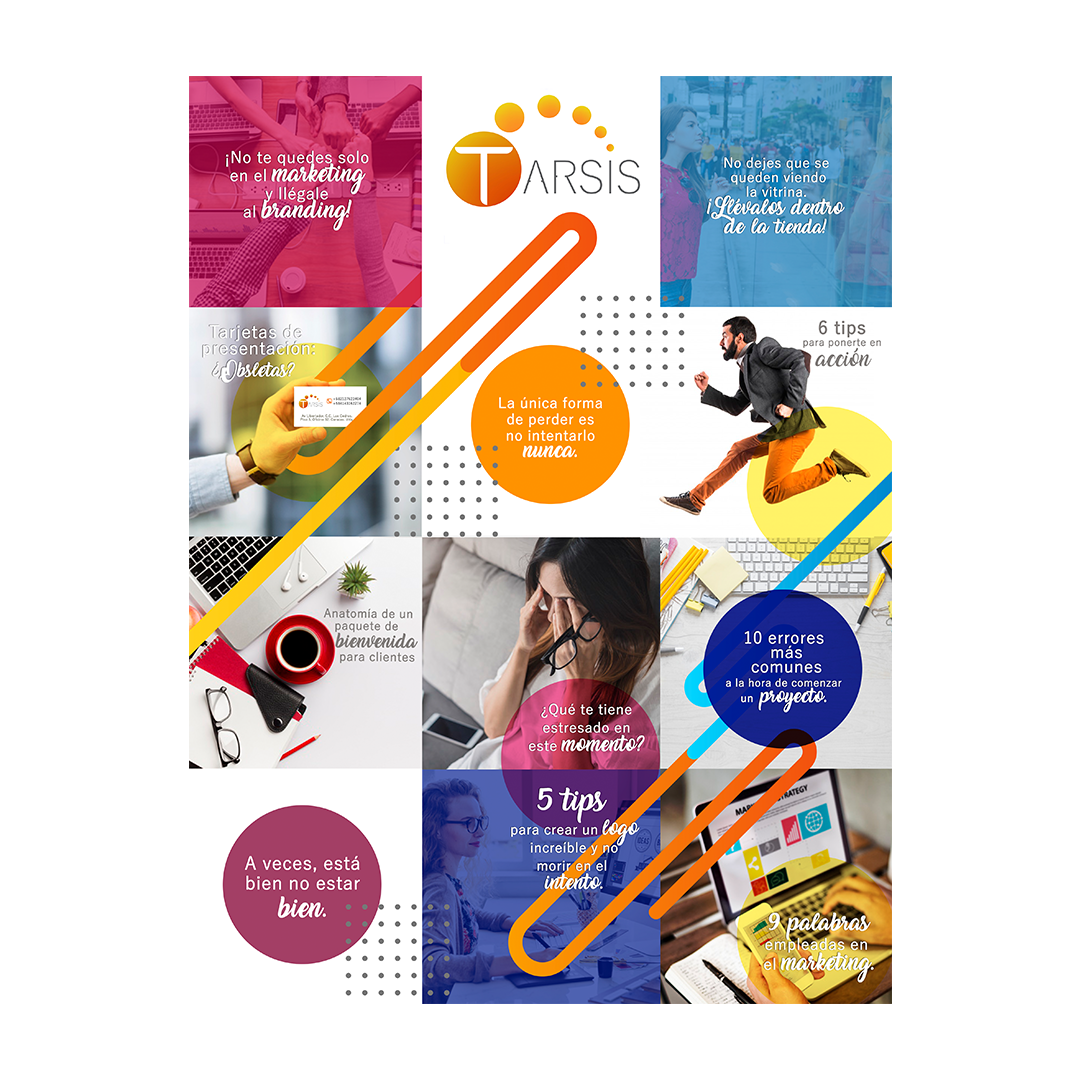 ¡No te quedes solo
en el marketing
y llégale
al branding!
TARSIS
No dejes que se
queden viendo
la vitrina.
¡Llévalos dentro
de la tienda!
Tarjetas de
presentación:
¿Obsletas?
TARSIS
La única forma
de perder es
no intentarlo
nunca.
6 tips
para ponerte en
acción
Anatomía de un
paquete de
bienvenida
para clientes
¿Qué te tiene
estresado en
este momento?
10 errores
más
comunes
a la hora de comenzar
un proyecto.
A veces, está
bien no estar
bien.
5 tips
para crear un logo
increíble y no
morir en el
intento.
9 palabras
empleadas en
el marketing.